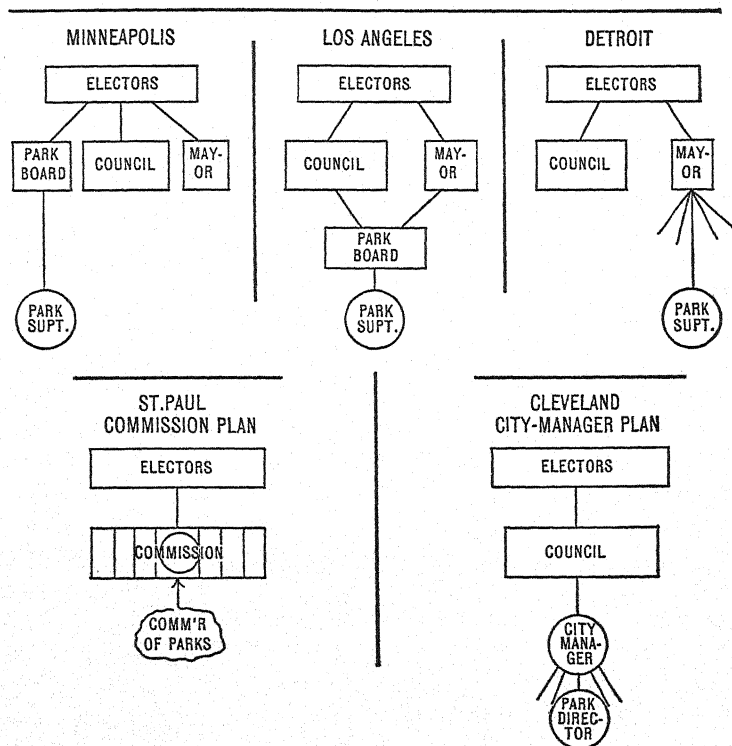 MINNEAPOLIS
ELECTORS
PARK
BOARD
COUNCIL
MAY-
OR
PARK
SUPT.
LOS ANGELES
ELECTORS
COUNCIL
MAY-
OR
PARK
BOARD
PARK
SUPT.
DETROIT
ELECTORS
COUNCIL
MAY-
OR
PARK
SUPT.
ST.PAUL
COMMISSION PLAN
ELECTORS
COMMISSION
COMM'R
OF PARKS
CLEVELAND
CITY-MANAGER PLAN
ELECTORS
COUNCIL
CITY
MANA-
GER
PARK
DIREC-
TOR